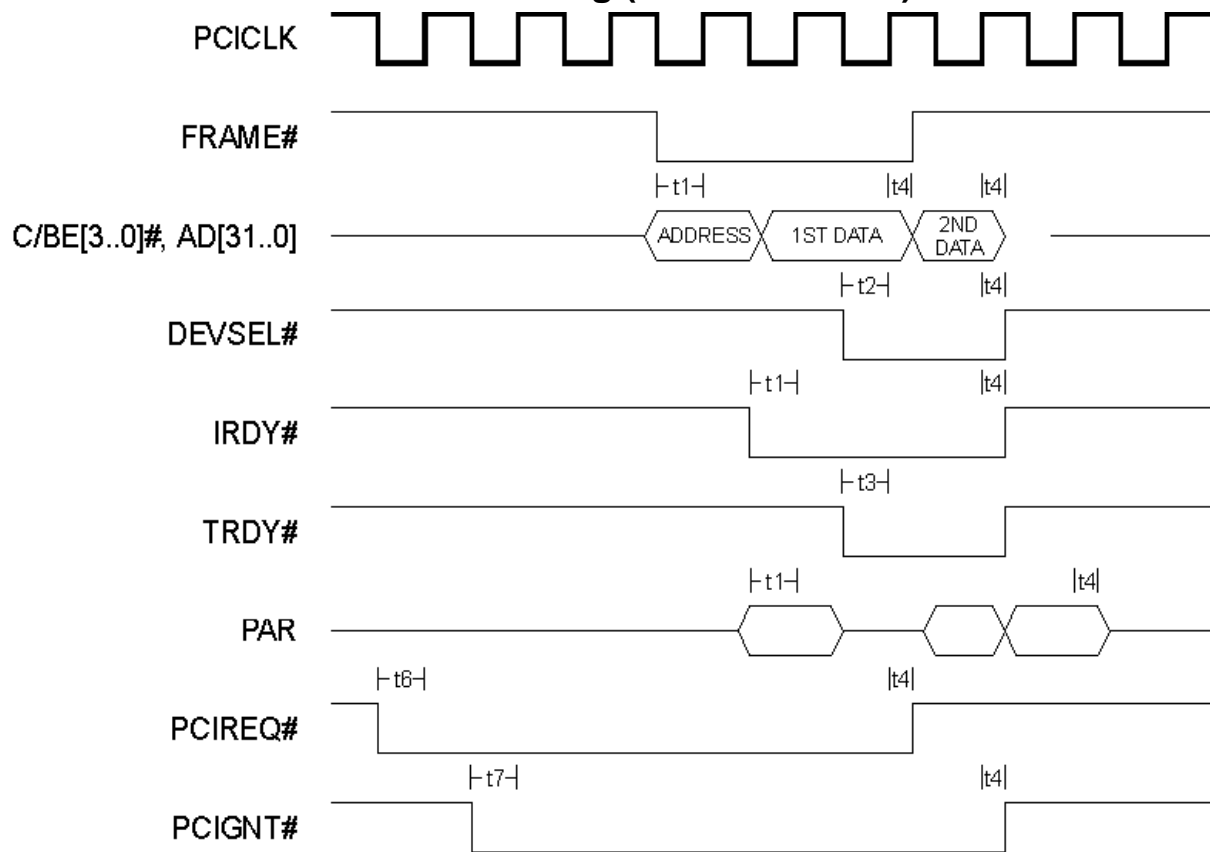 PCICLK
FRAME#
t1 t4 t4
C/BE[3..0]#, AD[31..0] ADDRESS 1ST DATA 2ND DATA
t2 t4
DEVSEL#
t1 t4
IRDY#
t3
TRDY#
t1 t4
PAR
t6 t4
PCIREQ#
t7 t4
PCIGNT#